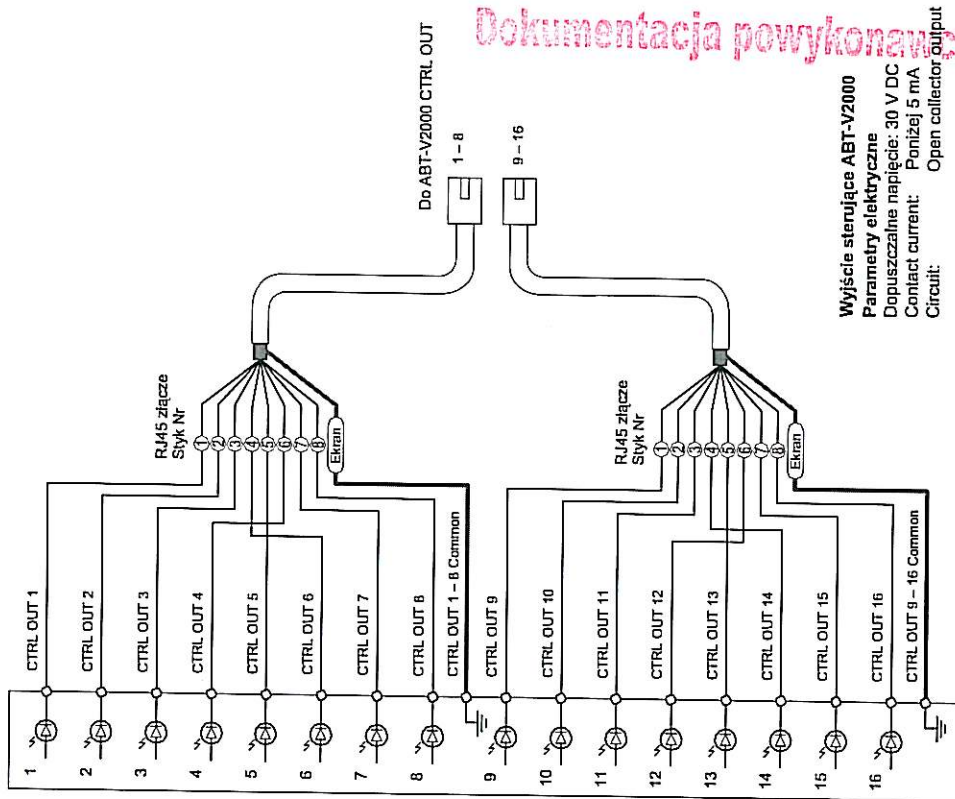 Dokumentacja powykonawc
Do ABT-V2000 CTRL OUT
1 – 8
9 – 16
RJ45 złącze
Styk Nr
1
2
3
4
5
6
7
8
Ekran
RJ45 złącze
Styk Nr
1
2
3
4
5
6
7
8
Ekran
1
CTRL OUT 1
2
CTRL OUT 2
3
CTRL OUT 3
4
CTRL OUT 4
5
CTRL OUT 5
6
CTRL OUT 6
7
CTRL OUT 7
8
CTRL OUT 8
CTRL OUT 1 – 8 Common
9
CTRL OUT 9
10
CTRL OUT 10
11
CTRL OUT 11
12
CTRL OUT 12
13
CTRL OUT 13
14
CTRL OUT 14
15
CTRL OUT 15
16
CTRL OUT 16
CTRL OUT 9 – 16 Common
Wyjście sterujące ABT-V2000
Parametry elektryczne
Dopuszczalne napięcie: 30 V DC
Contact current: Poniżej 5 mA
Circuit: Open collector output